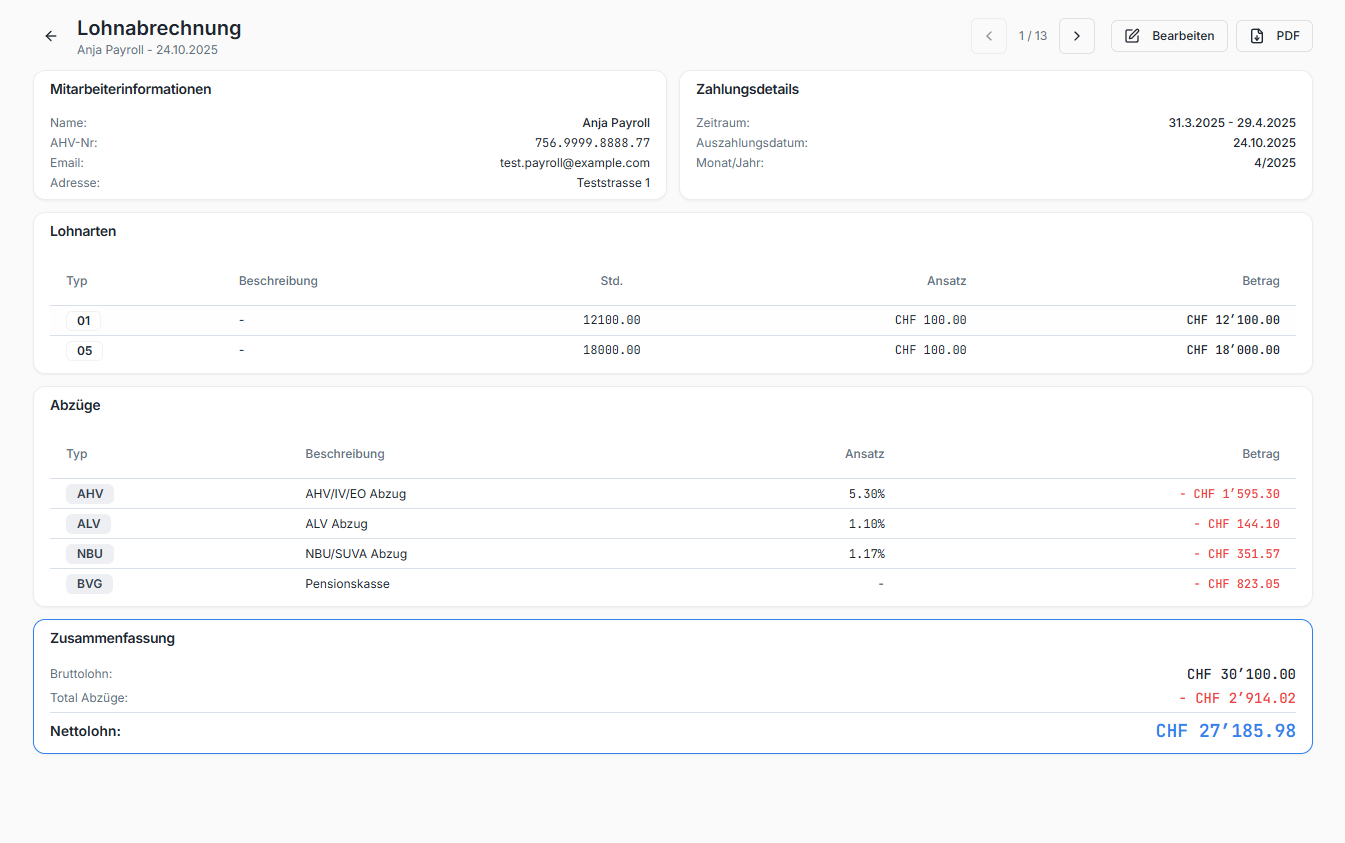 Lohnabrechnung
Anja Payroll - 24.10.2025
1 / 13
Bearbeiten
PDF
Mitarbeiterinformationen
Name: Anja Payroll
AHV-Nr: 756.9999.8888.77
Email: test.payroll@example.com
Adresse: Teststrasse 1
Zahlungsdetails
Zeitraum: 31.3.2025 - 29.4.2025
Auszahlungsdatum: 24.10.2025
Monat/Jahr: 4/2025
Lohnarten
Typ Beschreibung Std. Ansatz Betrag
01 - 12100.00 CHF 100.00 CHF 12’100.00
05 - 18000.00 CHF 100.00 CHF 18’000.00
Abzüge
Typ Beschreibung Ansatz Betrag
AHV AHV/IV/EO Abzug 5.30% - CHF 1’595.30
ALV ALV Abzug 1.10% - CHF 144.10
NBU NBU/SUVA Abzug 1.17% - CHF 351.57
BVG Pensionskasse - - CHF 823.05
Zusammenfassung
Bruttolohn: CHF 30’100.00
Total Abzüge: - CHF 2’914.02
Nettolohn: CHF 27’185.98